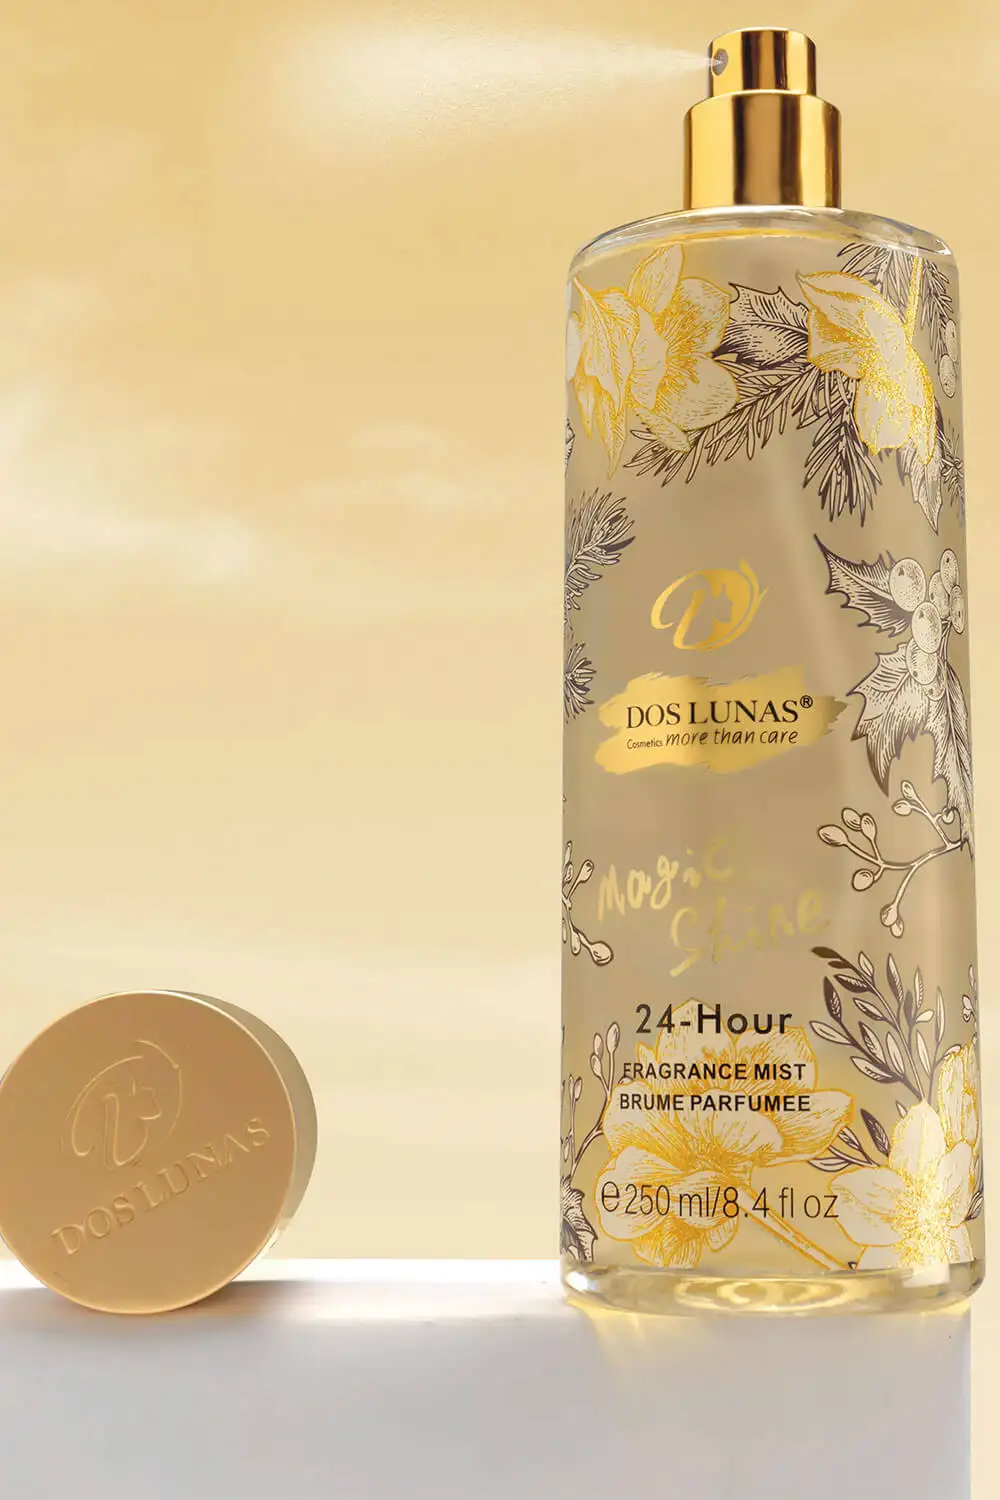 DOS LUNAS®
Cosmetics more than care
Magic
Shine
24-Hour
FRAGRANCE MIST
BRUME PARFUMEE
℮250 ml/8.4 fl oz
DOS LUNAS